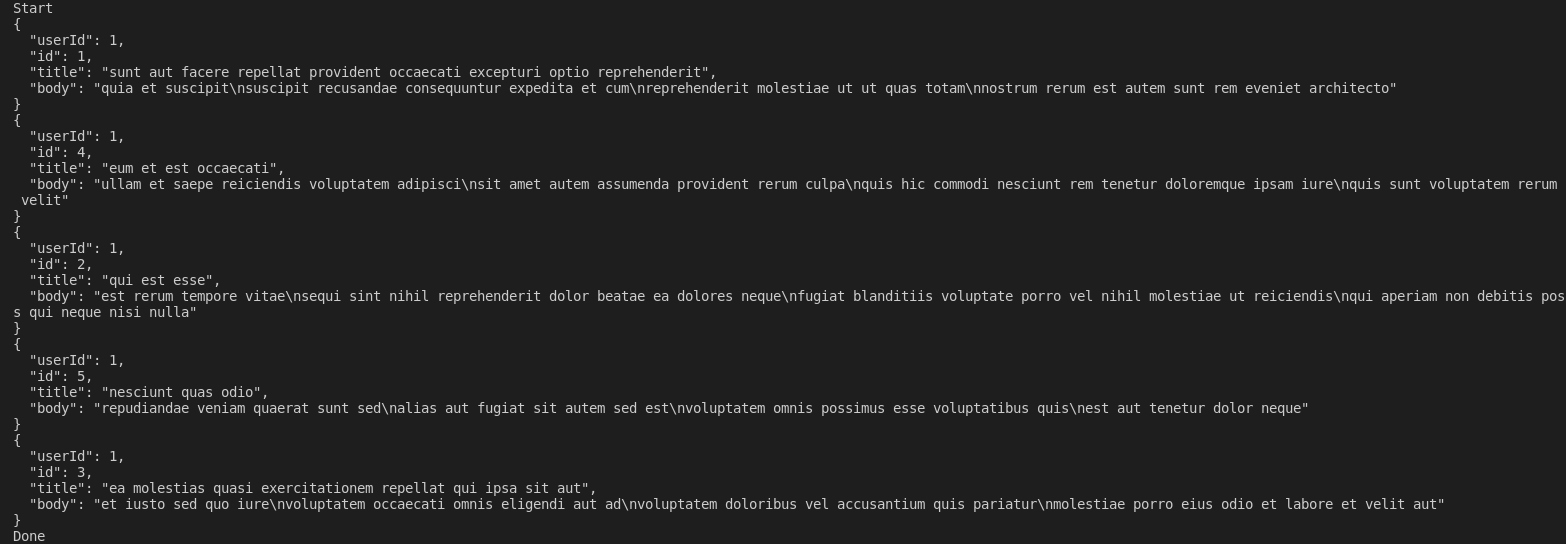 Start
{
  "userId": 1,
  "id": 1,
  "title": "sunt aut facere repellat provident occaecati excepturi optio reprehenderit",
  "body": "quia et suscipit\nsuscipit recusandae consequuntur expedita et cum\nreprehenderit molestiae ut ut quas totam\nnostrum rerum est autem sunt rem eveniet architecto"
}
{
  "userId": 1,
  "id": 4,
  "title": "eum et est occaecati",
  "body": "ullam et saepe reiciendis voluptatem adipisci\nsit amet autem assumenda provident rerum culpa\nquis hic commodi nesciunt rem tenetur doloremque ipsam iure\nquis sunt voluptatem rerum
 velit"
}
{
  "userId": 1,
  "id": 2,
  "title": "qui est esse",
  "body": "est rerum tempore vitae\nsequi sint nihil reprehenderit dolor beatae ea dolores neque\nfugiat blanditiis voluptate porro vel nihil molestiae ut reiciendis\nqui aperiam non debitis pos
s qui neque nisi nulla"
}
{
  "userId": 1,
  "id": 5,
  "title": "nesciunt quas odio",
  "body": "repudiandae veniam quaerat sunt sed\nalias aut fugiat sit autem sed est\nvoluptatem omnis possimus esse voluptatibus quis\nest aut tenetur dolor neque"
}
{
  "userId": 1,
  "id": 3,
  "title": "ea molestias quasi exercitationem repellat qui ipsa sit aut",
  "body": "et iusto sed quo iure\nvoluptatem occaecati omnis eligendi aut ad\nvoluptatem doloribus vel accusantium quis pariatur\nmolestiae porro eius odio et labore et velit aut"
}
Done